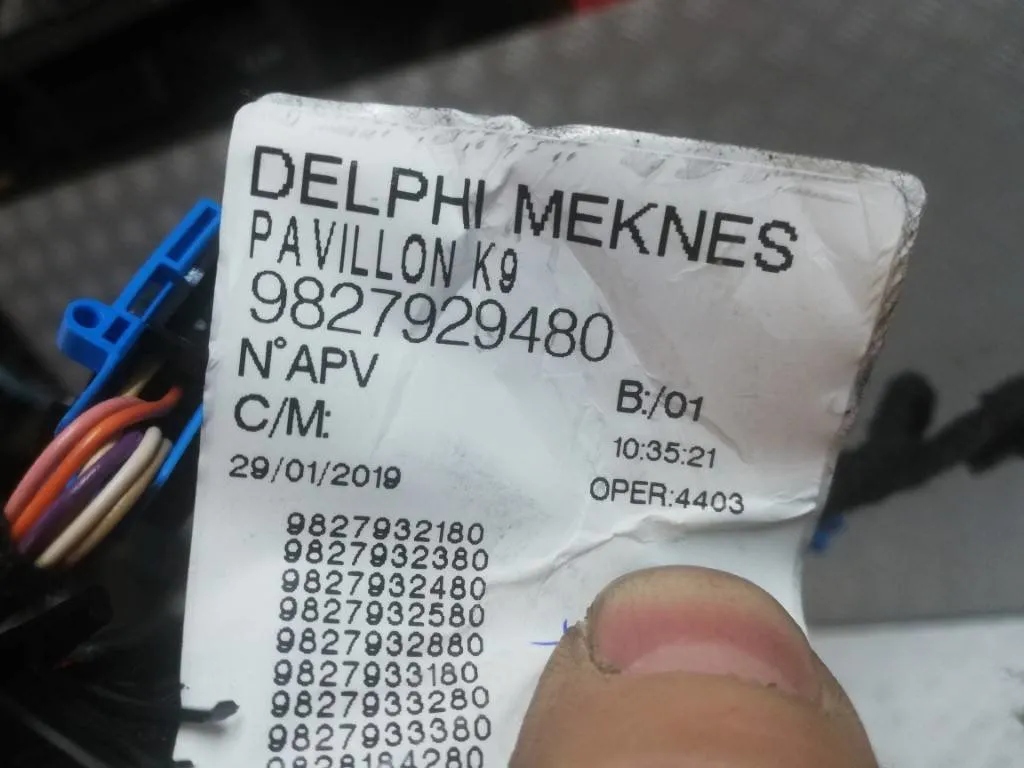 DELPHI MEKNES
PAVILLON K9
9827929480
N°APV
B:/01
C/M:
10:35:21
29/01/2019
OPER:4403
9827932180
9827932380
9827932480
9827932580
9827932880
9827933180
9827933280
9827933380
9828184280